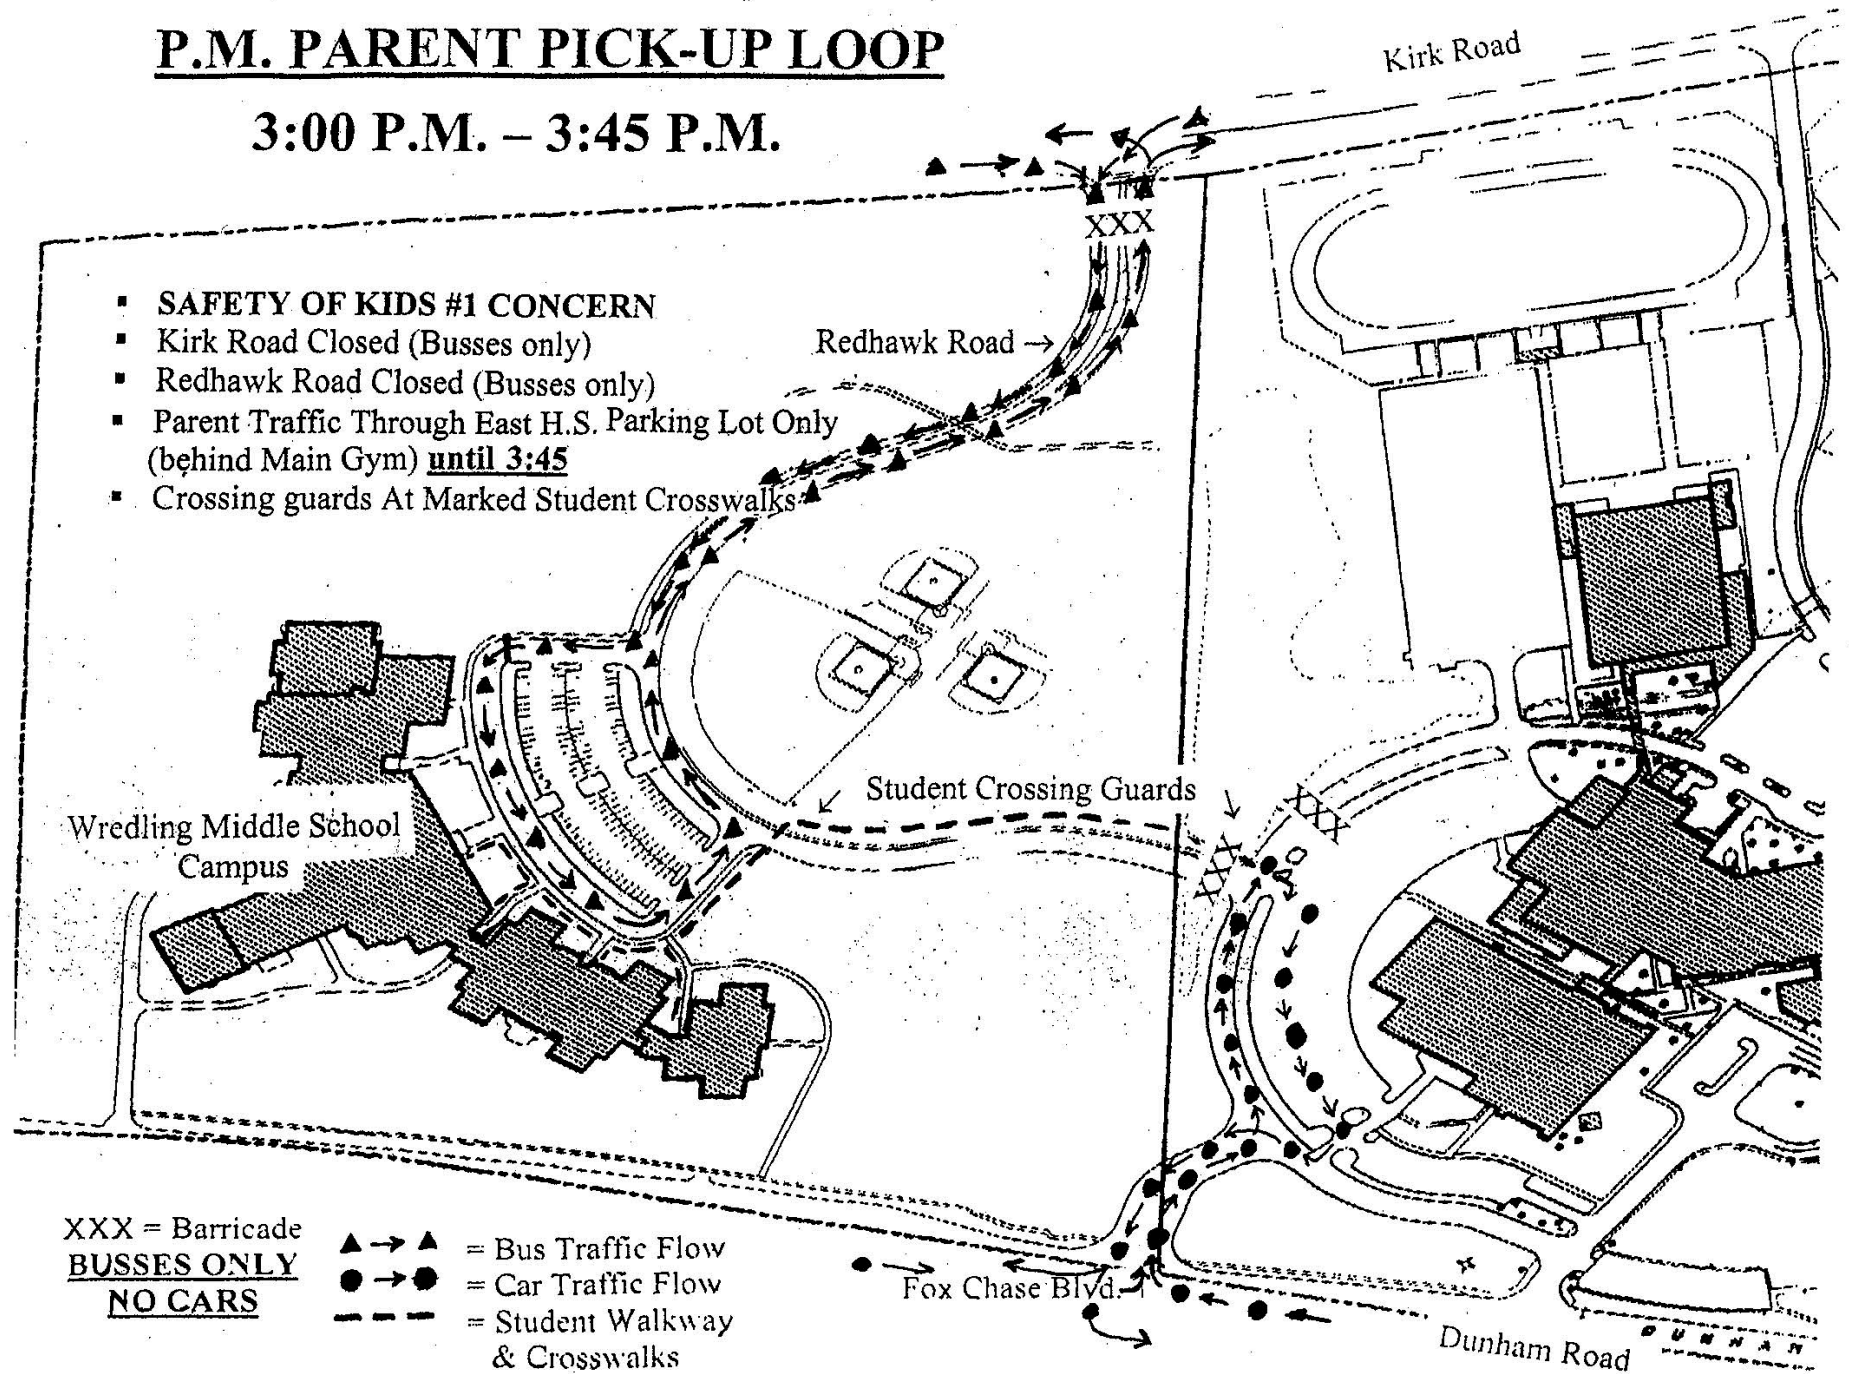 P.M. PARENT PICK-UP LOOP
3:00 P.M. – 3:45 P.M.
Kirk Road
XXX
▪ SAFETY OF KIDS #1 CONCERN
▪ Kirk Road Closed (Busses only)
▪ Redhawk Road Closed (Busses only)
▪ Parent Traffic Through East H.S. Parking Lot Only
(behind Main Gym) until 3:45
▪ Crossing guards At Marked Student Crosswalks
Redhawk Road →
Student Crossing Guards
XXX
XXX
Wredling Middle School
Campus
XXX = Barricade
BUSSES ONLY
NO CARS
= Bus Traffic Flow
= Car Traffic Flow
= Student Walkway
& Crosswalks
Fox Chase Blvd.
Dunham Road
DUNHAM